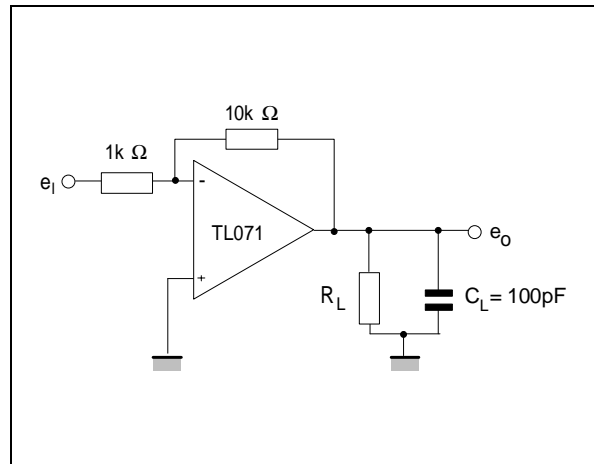 10k Ω
1k Ω
eI
-
TL071
eo
+
RL
CL= 100pF